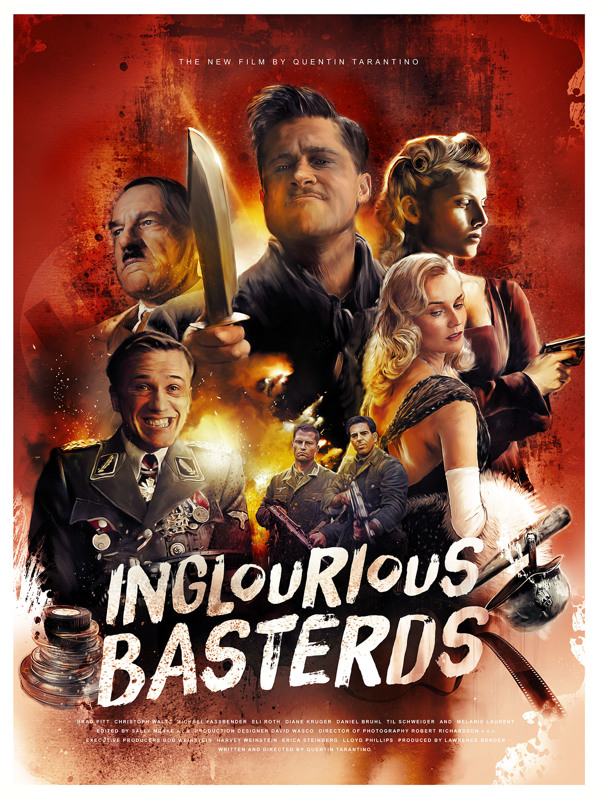 THE NEW FILM BY QUENTIN TARANTINO
INGLOURIOUS
BASTERDS
BRAD PITT CHRISTOPH WALTZ MICHAEL FASSBENDER ELI ROTH DIANE KRUGER DANIEL BRUHL TIL SCHWEIGER AND MELANIE LAURENT
EDITED BY SALLY MENKE A.C.E. PRODUCTION DESIGNER DAVID WASCO DIRECTOR OF PHOTOGRAPHY ROBERT RICHARDSON
EXECUTIVE PRODUCERS BOB WEINSTEIN HARVEY WEINSTEIN ERICA STEINBERG LLOYD PHILLIPS PRODUCED BY LAWRENCE BENDER
WRITTEN AND DIRECTED BY QUENTIN TARANTINO